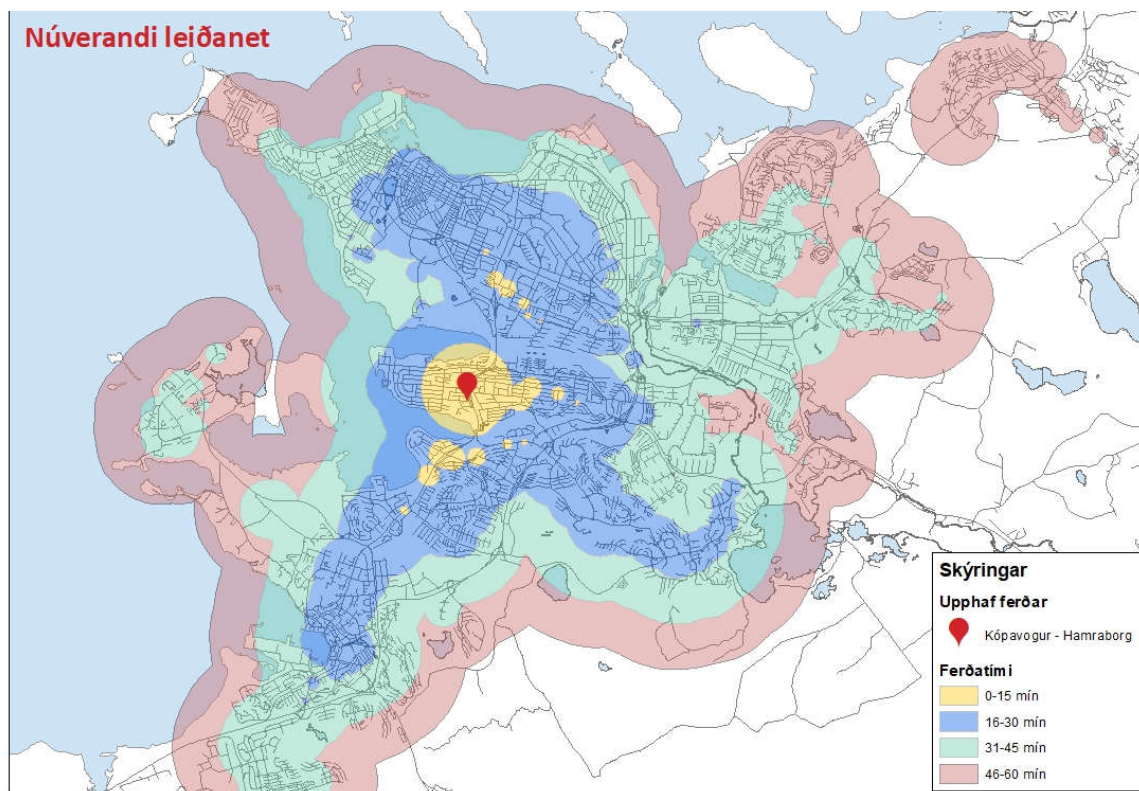 Núverandi leiðanet
Skýringar
Upphaf ferðar
Kópavogur - Hamraborg
Ferðatími
0-15 mín
16-30 mín
31-45 mín
46-60 mín